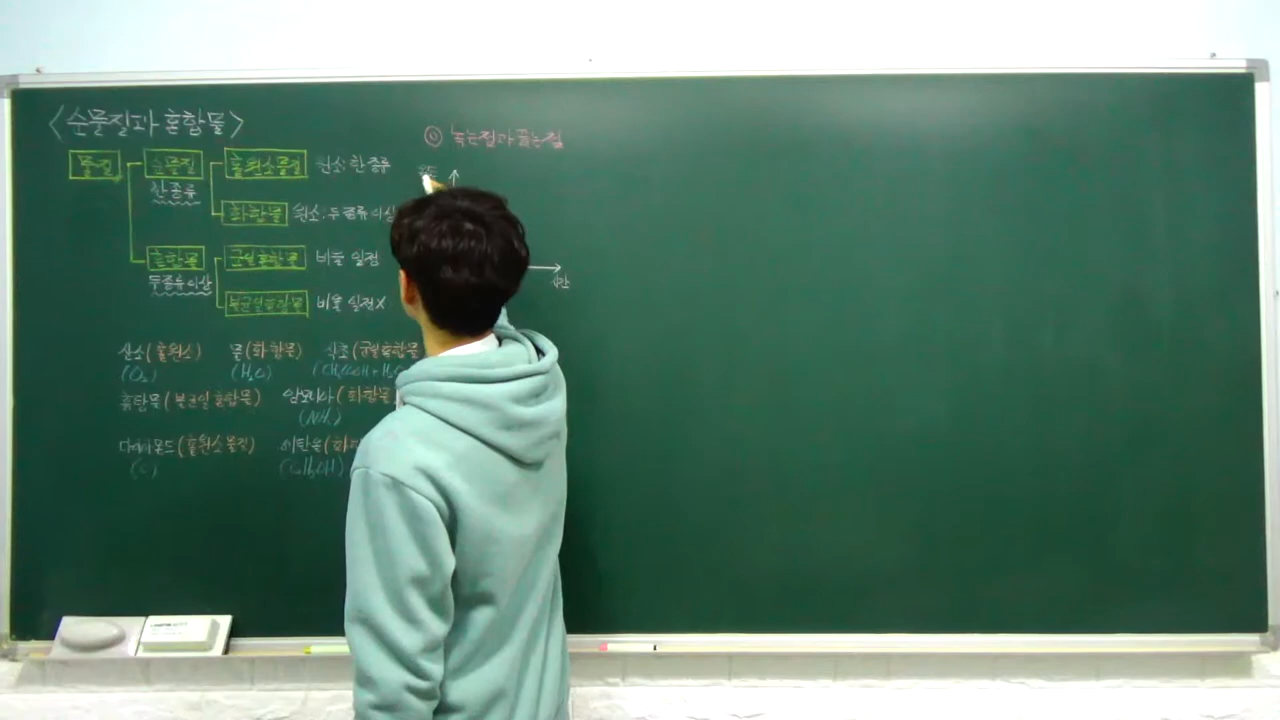 <순물질과 혼합물>
물질 순물질 홑원소물질 원소: 한 종류
한 종류
화합물 원소: 두 종류 이상
혼합물 균일혼합물 비율 일정
두 종류 이상
불균일혼합물 비율 일정X
산소(홑원소) 물(화합물) 식초(균일혼합물
(O₂) (H₂O) (CH₃COOH + H₂O
흙탕물(불균일혼합물) 암모니아(화합물
(NH₃)
다이아몬드(홑원소물질) 에탄올(화
(C) (C₂H₅OH)
① 녹는점과 끓는점
온도
시간